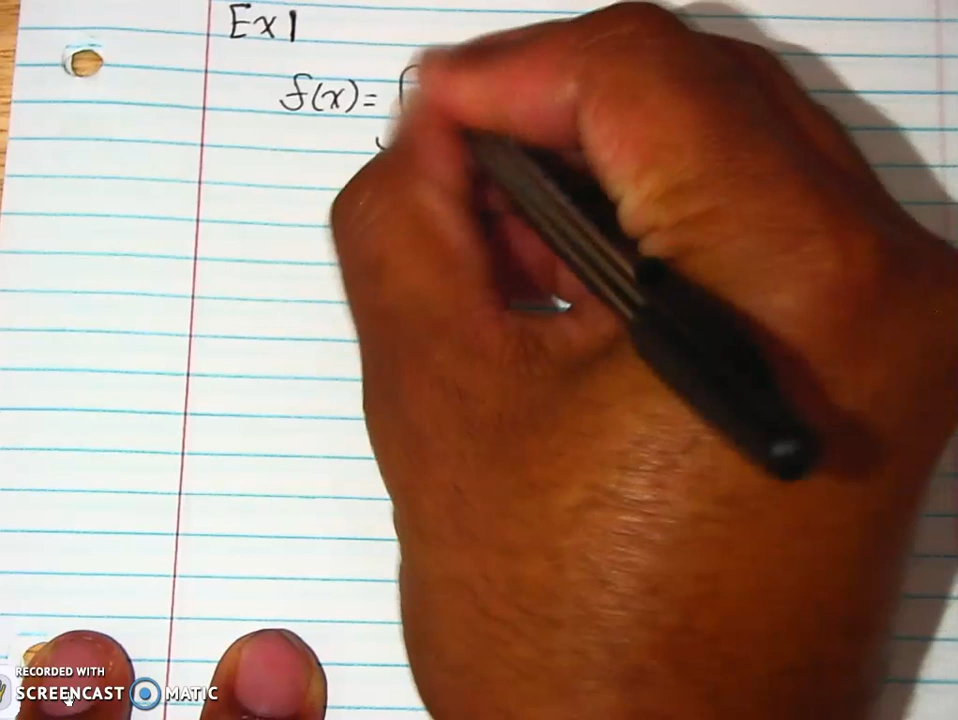 Ex 1
f(x) =
RECORDED WITH
SCREENCAST MATIC